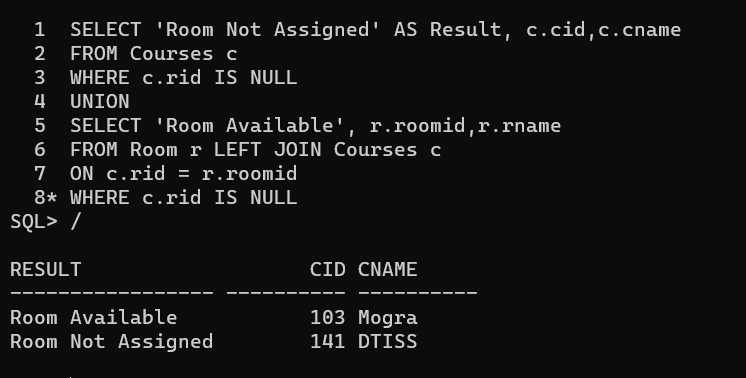 1 SELECT 'Room Not Assigned' AS Result, c.cid,c.cname
2 FROM Courses c
3 WHERE c.rid IS NULL
4 UNION
5 SELECT 'Room Available', r.roomid,r.rname
6 FROM Room r LEFT JOIN Courses c
7 ON c.rid = r.roomid
8* WHERE c.rid IS NULL
SQL> /
RESULT CID CNAME
----------------- ---------- ----------
Room Available 103 Mogra
Room Not Assigned 141 DTISS